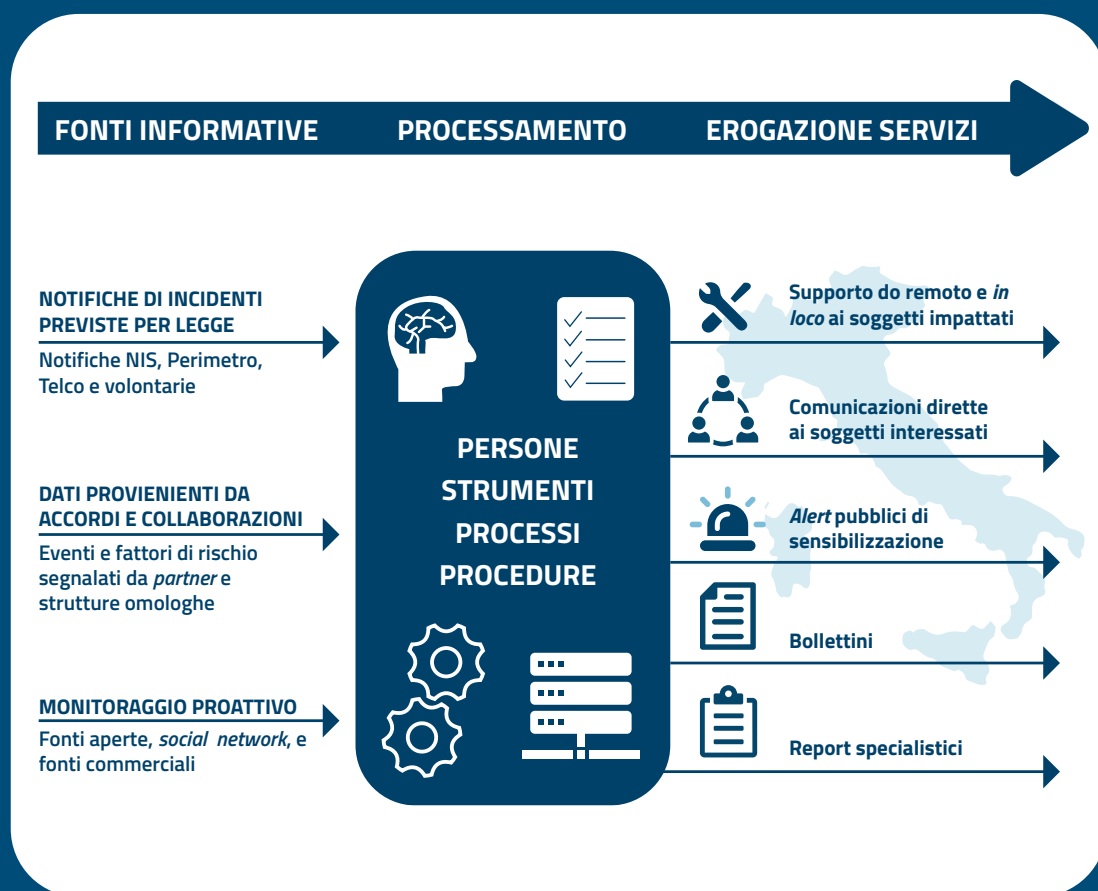 FONTI INFORMATIVE
PROCESSAMENTO
EROGAZIONE SERVIZI
NOTIFICHE DI INCIDENTI
PREVISTE PER LEGGE
Notifiche NIS, Perimetro,
Telco e volontarie
DATI PROVIENIENTI DA
ACCORDI E COLLABORAZIONI
Eventi e fattori di rischio
segnalati da partner e
strutture omologhe
MONITORAGGIO PROATTIVO
Fonti aperte, social network, e
fonti commerciali
PERSONE
STRUMENTI
PROCESSI
PROCEDURE
Supporto do remoto e in
loco ai soggetti impattati
Comunicazioni dirette
ai soggetti interessati
Alert pubblici di
sensibilizzazione
Bollettini
Report specialistici